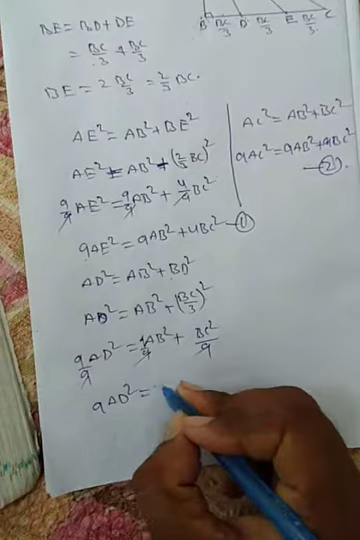 B BC/3 D BC/3 E BC/3 C
BE = BD + DE
= BC/3 + BC/3
BE = 2 BC/3 = 2/3 BC.
AE² = AB² + BE²
AE² = AB² + (2/3 BC)²
9/9 AE² = 9/9 AB² + 4/9 BC²
9AE² = 9AB² + 4BC² — ①
AD² = AB² + BD²
AD² = AB² + (BC/3)²
9/9 AD² = 9/9 AB² + BC²/9
9AD² =
AC² = AB² + BC²
9AC² = 9AB² + 9BC²
— ②.